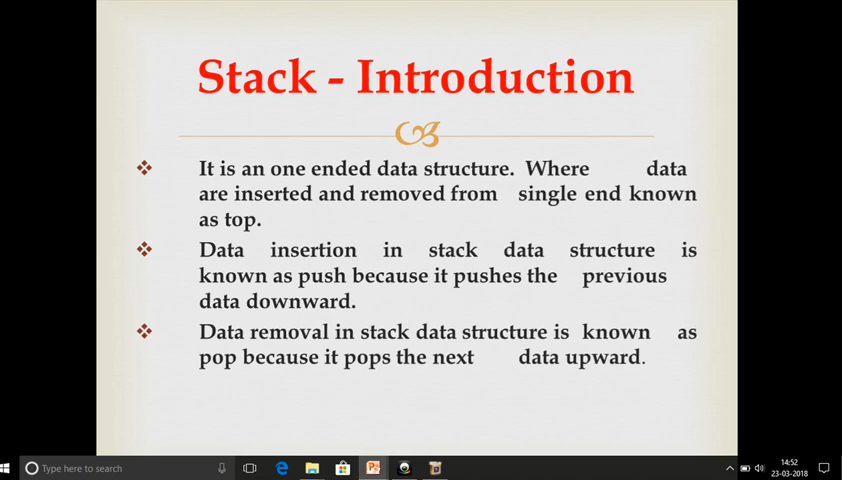 Stack - Introduction
It is an one ended data structure. Where data
are inserted and removed from single end known
as top.
Data insertion in stack data structure is
known as push because it pushes the previous
data downward.
Data removal in stack data structure is known as
pop because it pops the next data upward.
Type here to search
14:52
23-03-2018